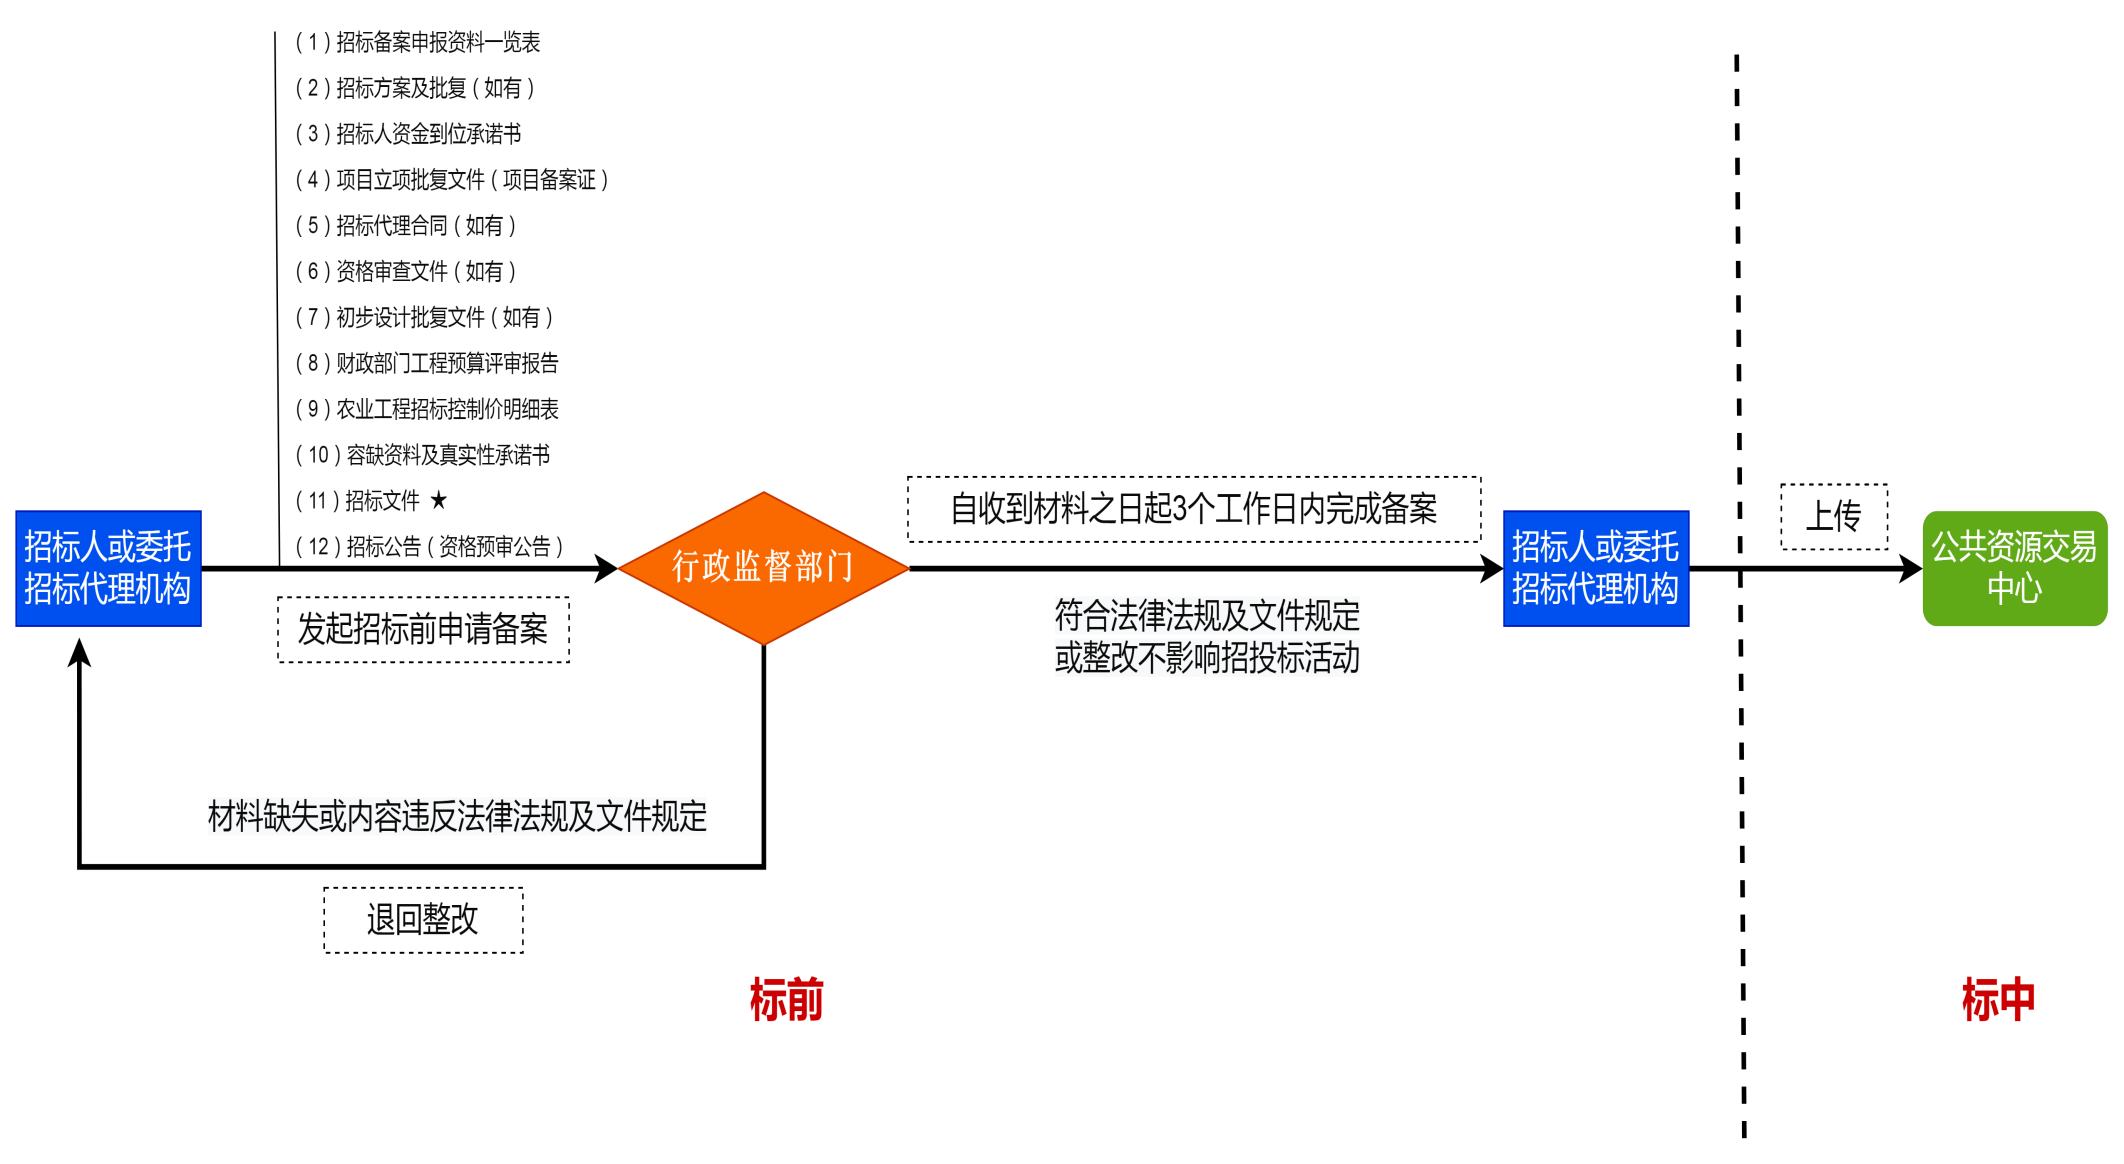 （1）招标备案申报资料一览表
（2）招标方案及批复（如有）
（3）招标人资金到位承诺书
（4）项目立项批复文件（项目备案证）
（5）招标代理合同（如有）
（6）资格审查文件（如有）
（7）初步设计批复文件（如有）
（8）财政部门工程预算评审报告
（9）农业工程招标控制价明细表
（10）容缺资料及真实性承诺书
（11）招标文件 ★
（12）招标公告（资格预审公告）
招标人或委托
招标代理机构
发起招标前申请备案
行政监督部门
自收到材料之日起3个工作日内完成备案
符合法律法规及文件规定
或整改不影响招投标活动
招标人或委托
招标代理机构
上传
公共资源交易
中心
材料缺失或内容违反法律法规及文件规定
退回整改
标前
标中